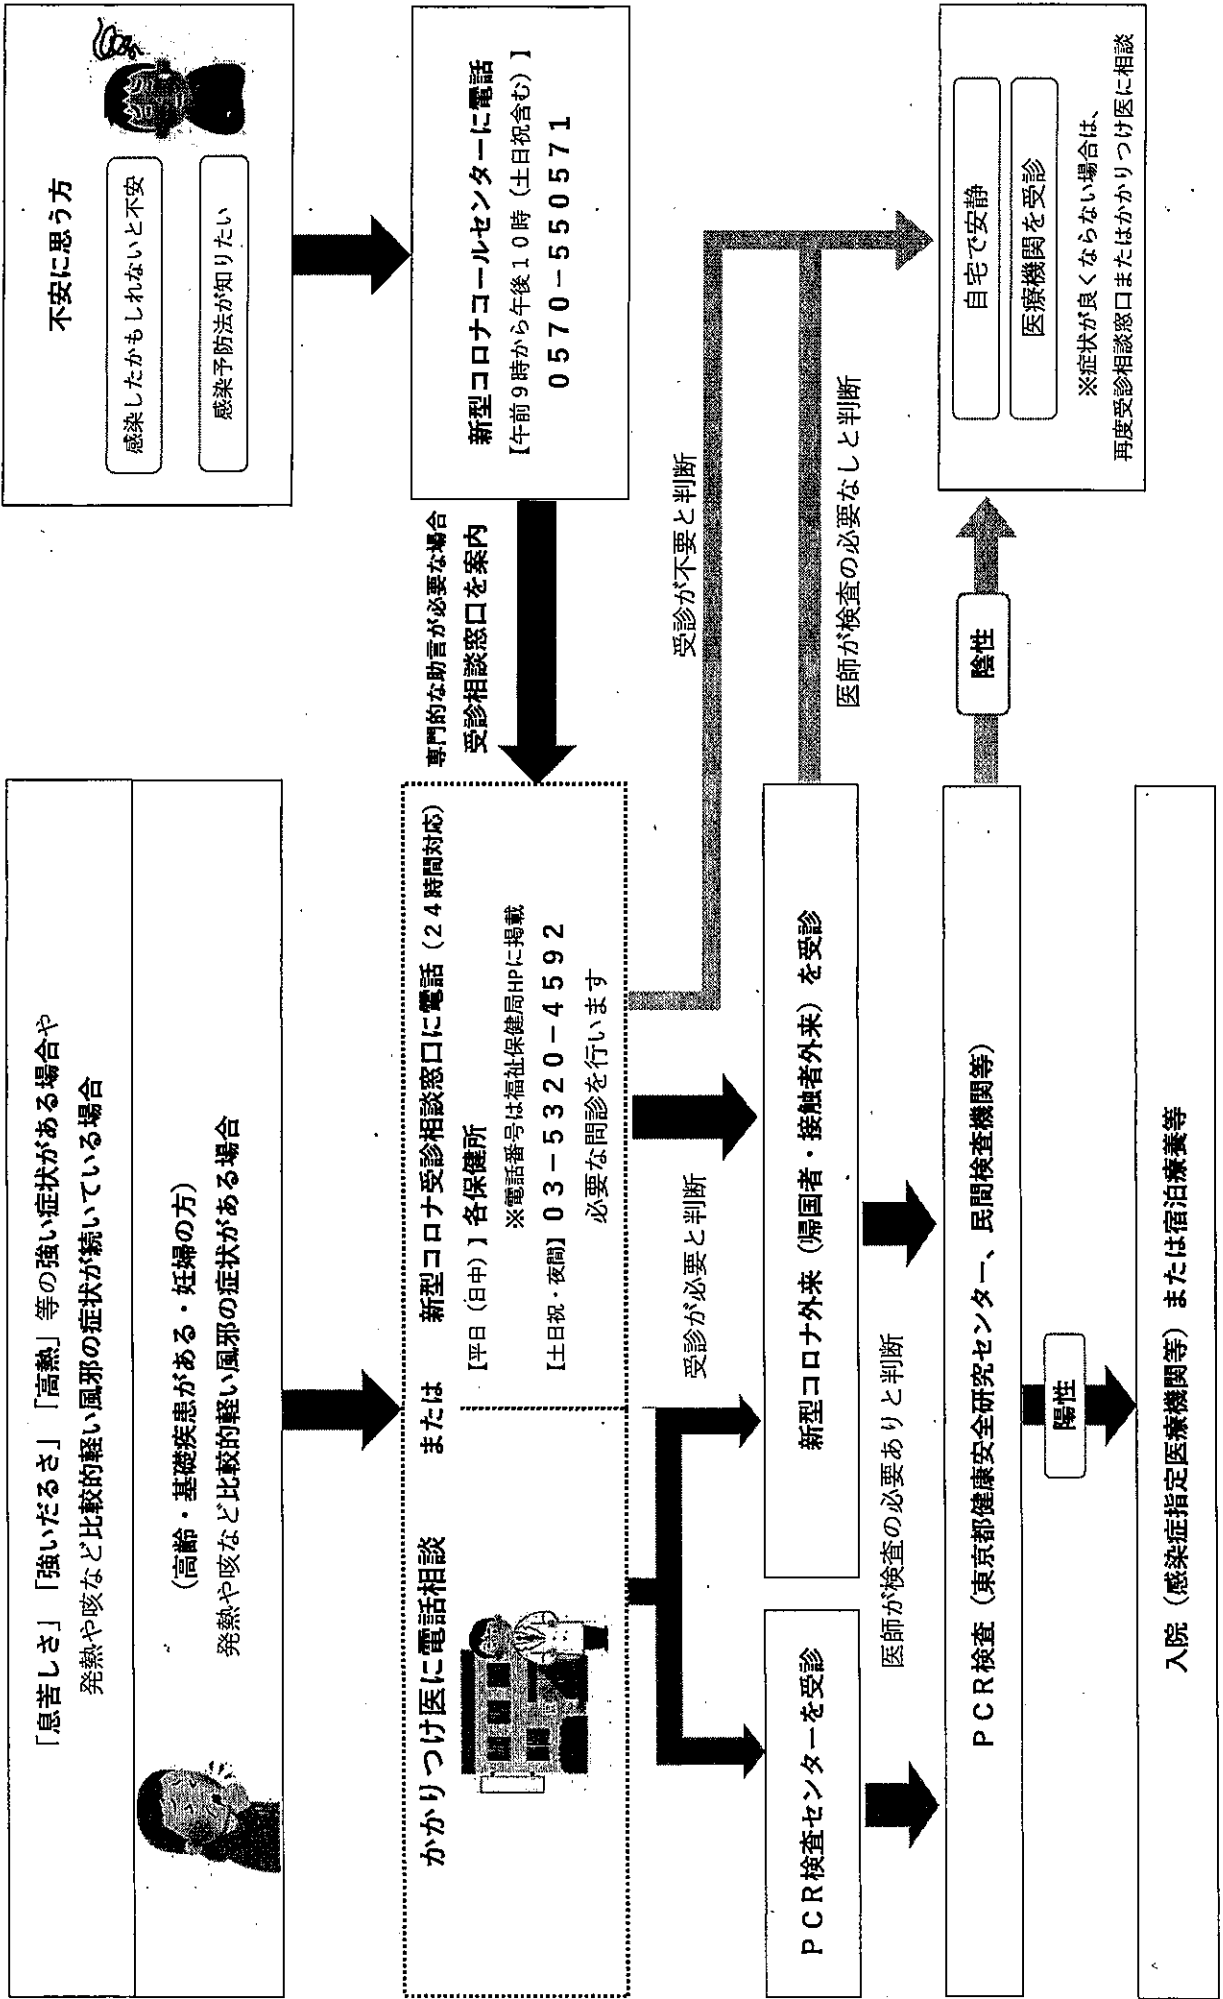 「息苦しさ」「強いだるさ」「高熱」等の強い症状がある場合や
発熱や咳など比較的軽い風邪の症状が続いている場合
（高齢・基礎疾患がある・妊婦の方）
発熱や咳など比較的軽い風邪の症状がある場合
不安に思う方
感染したかもしれないと不安
感染予防法が知りたい
かかりつけ医に電話相談
または
新型コロナ受診相談窓口に電話（24時間対応）
【平日（日中）】各保健所
※電話番号は福祉保健局HPに掲載
【土日祝・夜間】03－5320－4592
必要な問診を行います
専門的な助言が必要な場合
受診相談窓口を案内
新型コロナコールセンターに電話
【午前９時から午後１０時（土日祝含む）】
0570－550571
受診が必要と判断
受診が不要と判断
PCR検査センターを受診
新型コロナ外来（帰国者・接触者外来）を受診
医師が検査の必要なしと判断
医師が検査の必要ありと判断
PCR検査（東京都健康安全研究センター、民間検査機関等）
陰性
自宅で安静
医療機関を受診
※症状が良くならない場合は、
再度受診相談窓口またはかかりつけ医に相談
陽性
入院（感染症指定医療機関等）または宿泊療養等